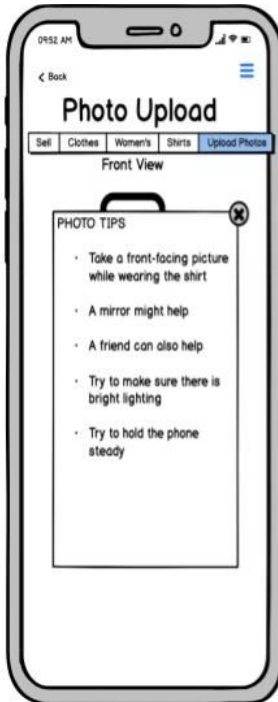 09:52 AM
< Back
Photo Upload
Sell Clothes Women's Shirts Upload Photos
Front View
PHOTO TIPS
· Take a front-facing picture
while wearing the shirt
· A mirror might help
· A friend can also help
· Try to make sure there is
bright lighting
· Try to hold the phone
steady